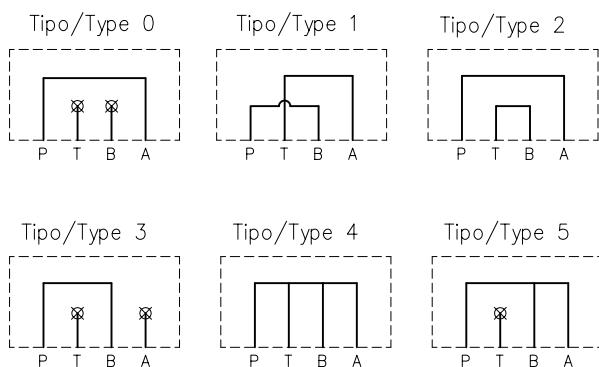 Tipo/Type 0 Tipo/Type 1 Tipo/Type 2
P T B A P T B A P T B A
Tipo/Type 3 Tipo/Type 4 Tipo/Type 5
P T B A P T B A P T B A